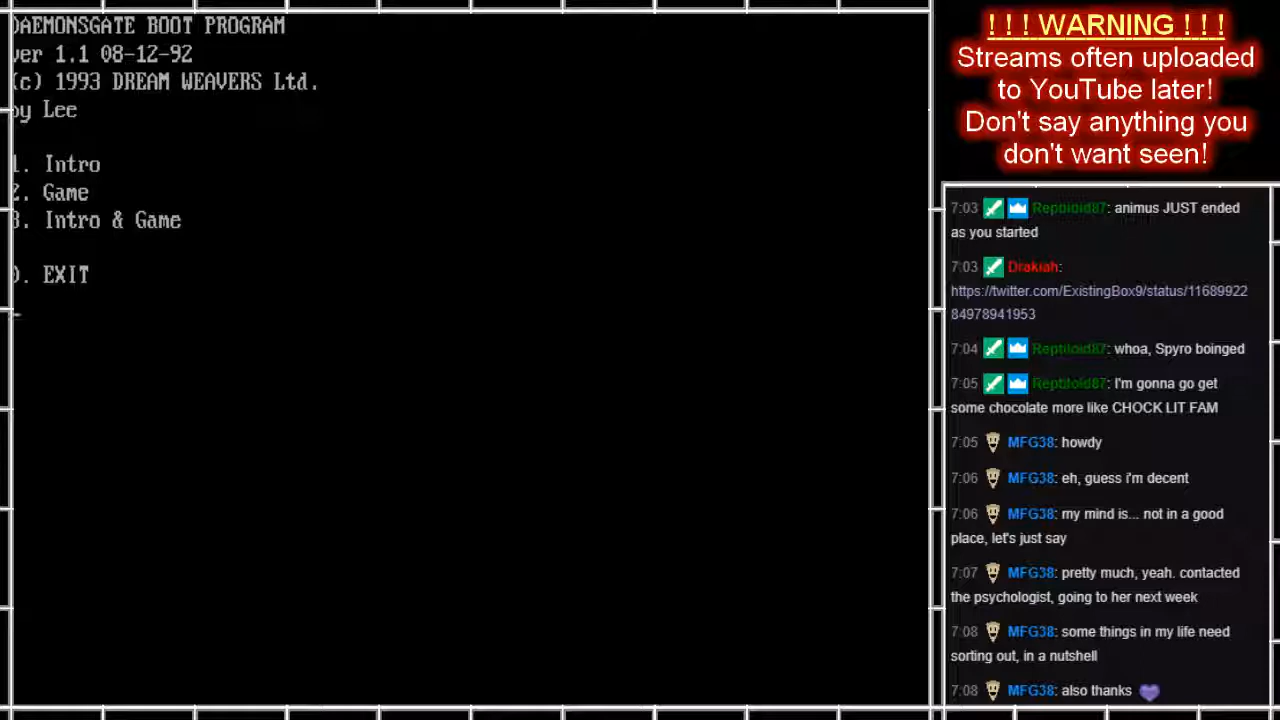 DAEMONSGATE BOOT PROGRAM
ver 1.1 08-12-92
(c) 1993 DREAM WEAVERS Ltd.
by Lee
1. Intro
2. Game
3. Intro & Game
0. EXIT
! ! ! WARNING ! ! !
Streams often uploaded
to YouTube later!
Don't say anything you
don't want seen!
7:03 Reptiloid87: animus JUST ended
as you started
7:03 Drakiah:
https://twitter.com/ExistingBox9/status/11689922
84978941953
7:04 Reptiloid87: whoa, Spyro boinged
7:05 Reptiloid87: I'm gonna go get
some chocolate more like CHOCK LIT FAM
7:05 MFG38: howdy
7:06 MFG38: eh, guess i'm decent
7:06 MFG38: my mind is... not in a good
place, let's just say
7:07 MFG38: pretty much, yeah. contacted
the psychologist, going to her next week
7:08 MFG38: some things in my life need
sorting out, in a nutshell
7:08 MFG38: also thanks